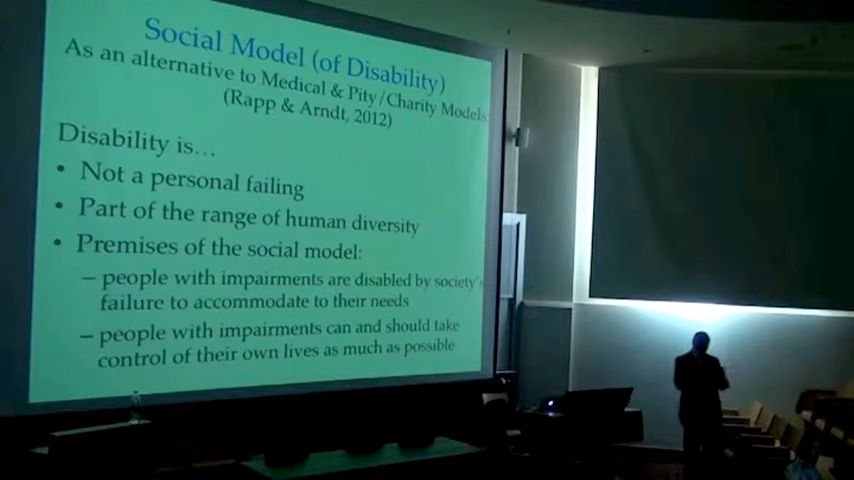 Social Model (of Disability)
As an alternative to Medical & Pity/Charity Models:
(Rapp & Arndt, 2012)
Disability is…
• Not a personal failing
• Part of the range of human diversity
• Premises of the social model:
– people with impairments are disabled by society's
failure to accommodate to their needs
– people with impairments can and should take
control of their own lives as much as possible